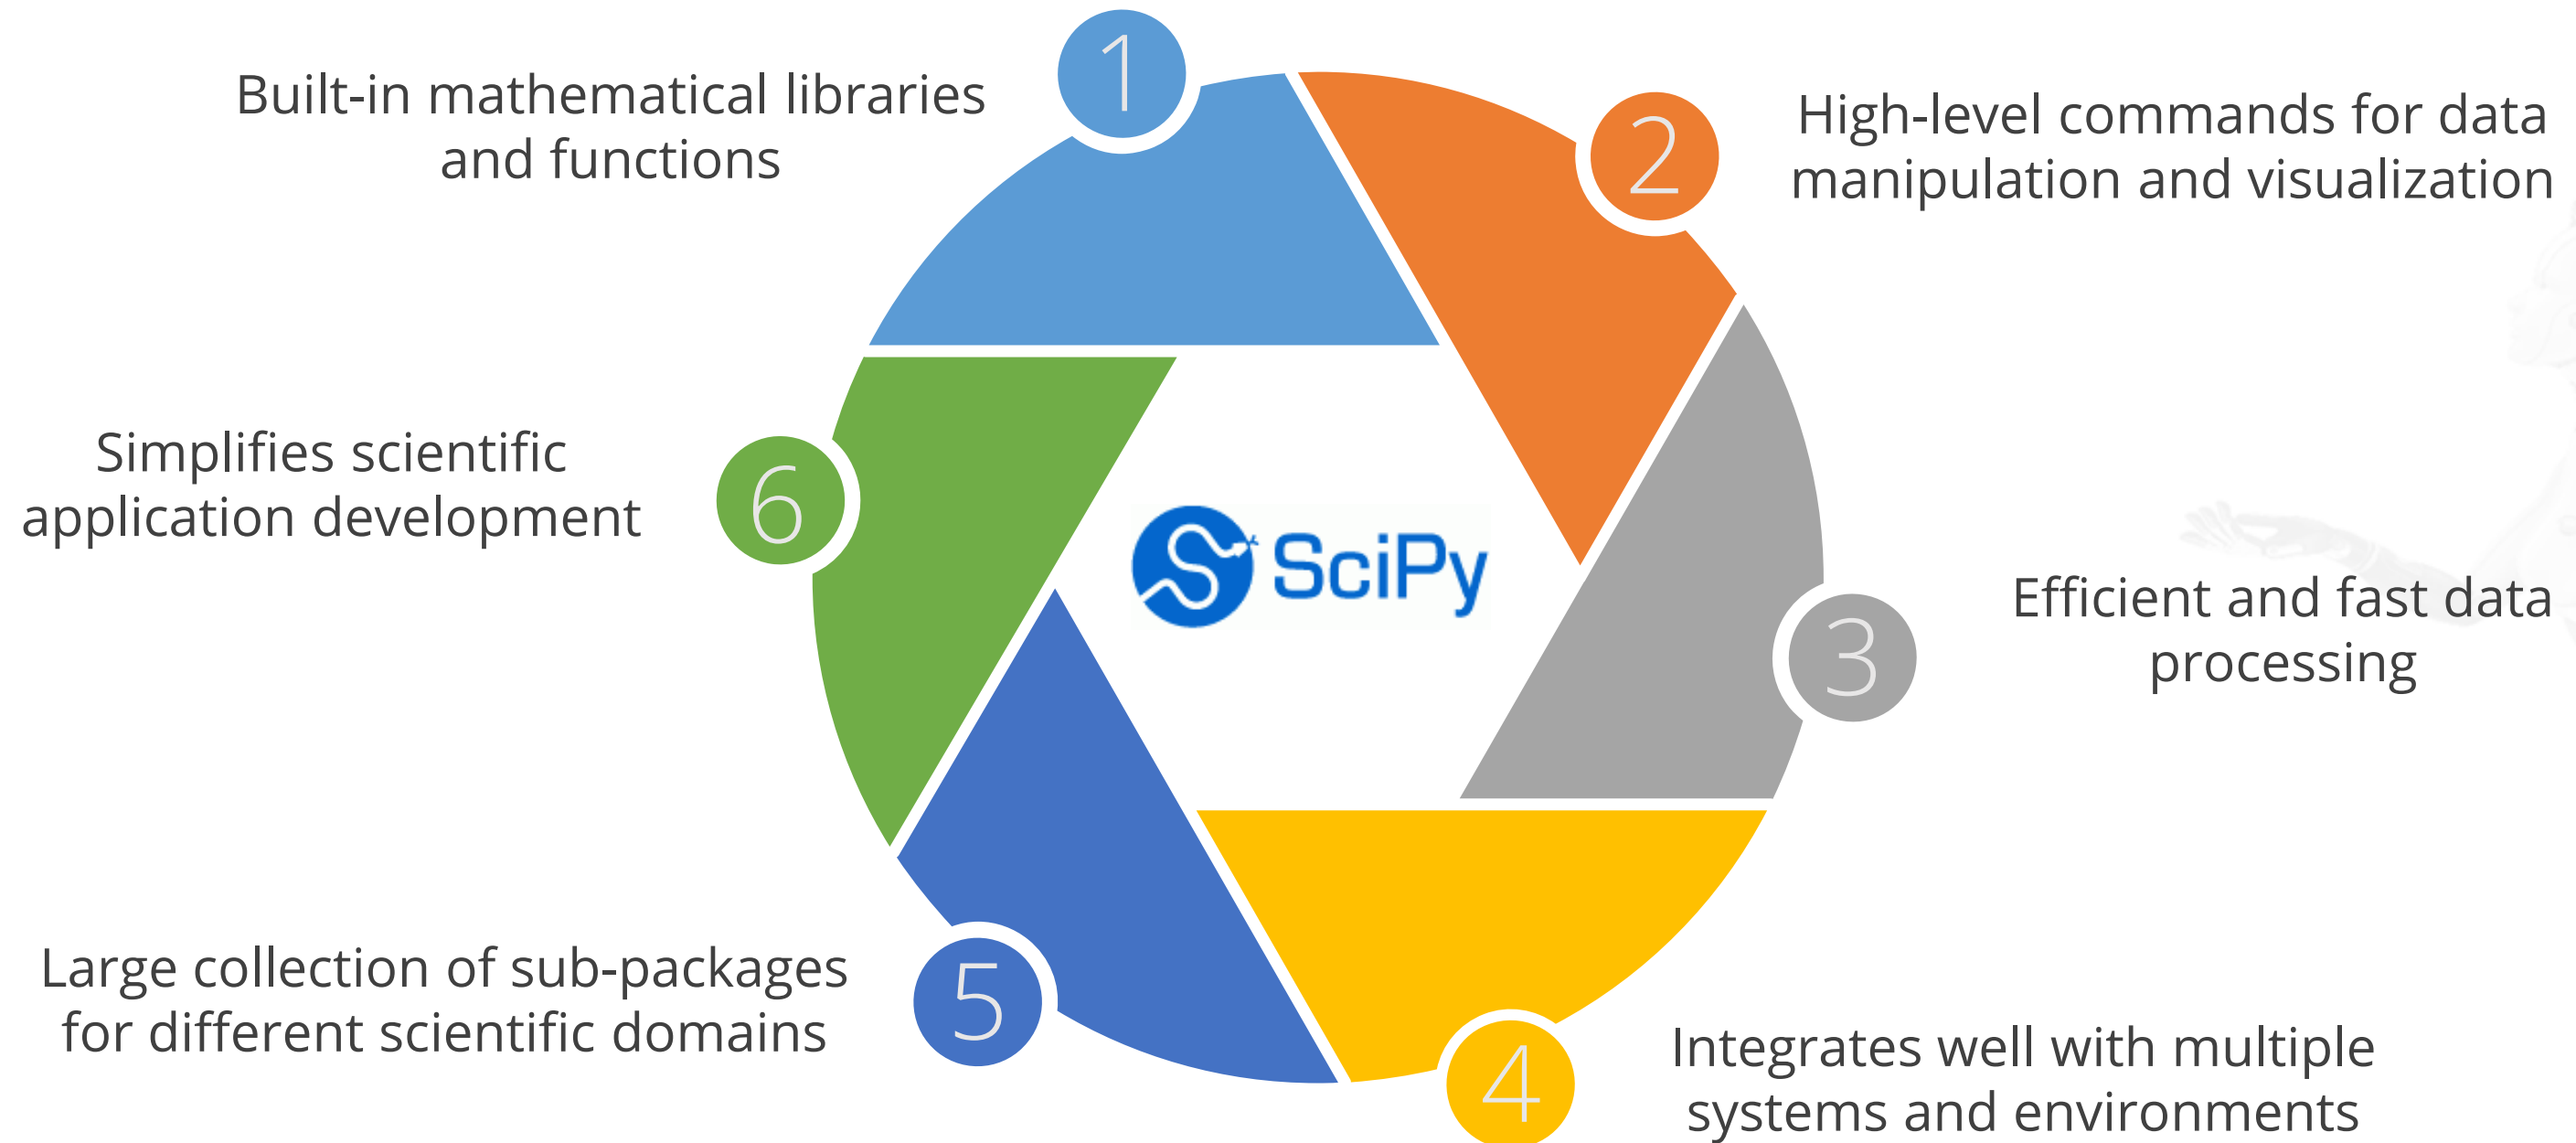 1
Built-in mathematical libraries
and functions
2
High-level commands for data
manipulation and visualization
3
Efficient and fast data
processing
4
Integrates well with multiple
systems and environments
5
Large collection of sub-packages
for different scientific domains
6
Simplifies scientific
application development
SciPy